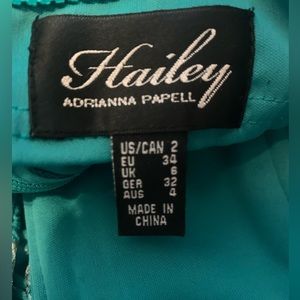 Hailey
ADRIANNA PAPELL
US/CAN 2
EU 34
UK 6
GER 32
AUS 4
MADE IN
CHINA